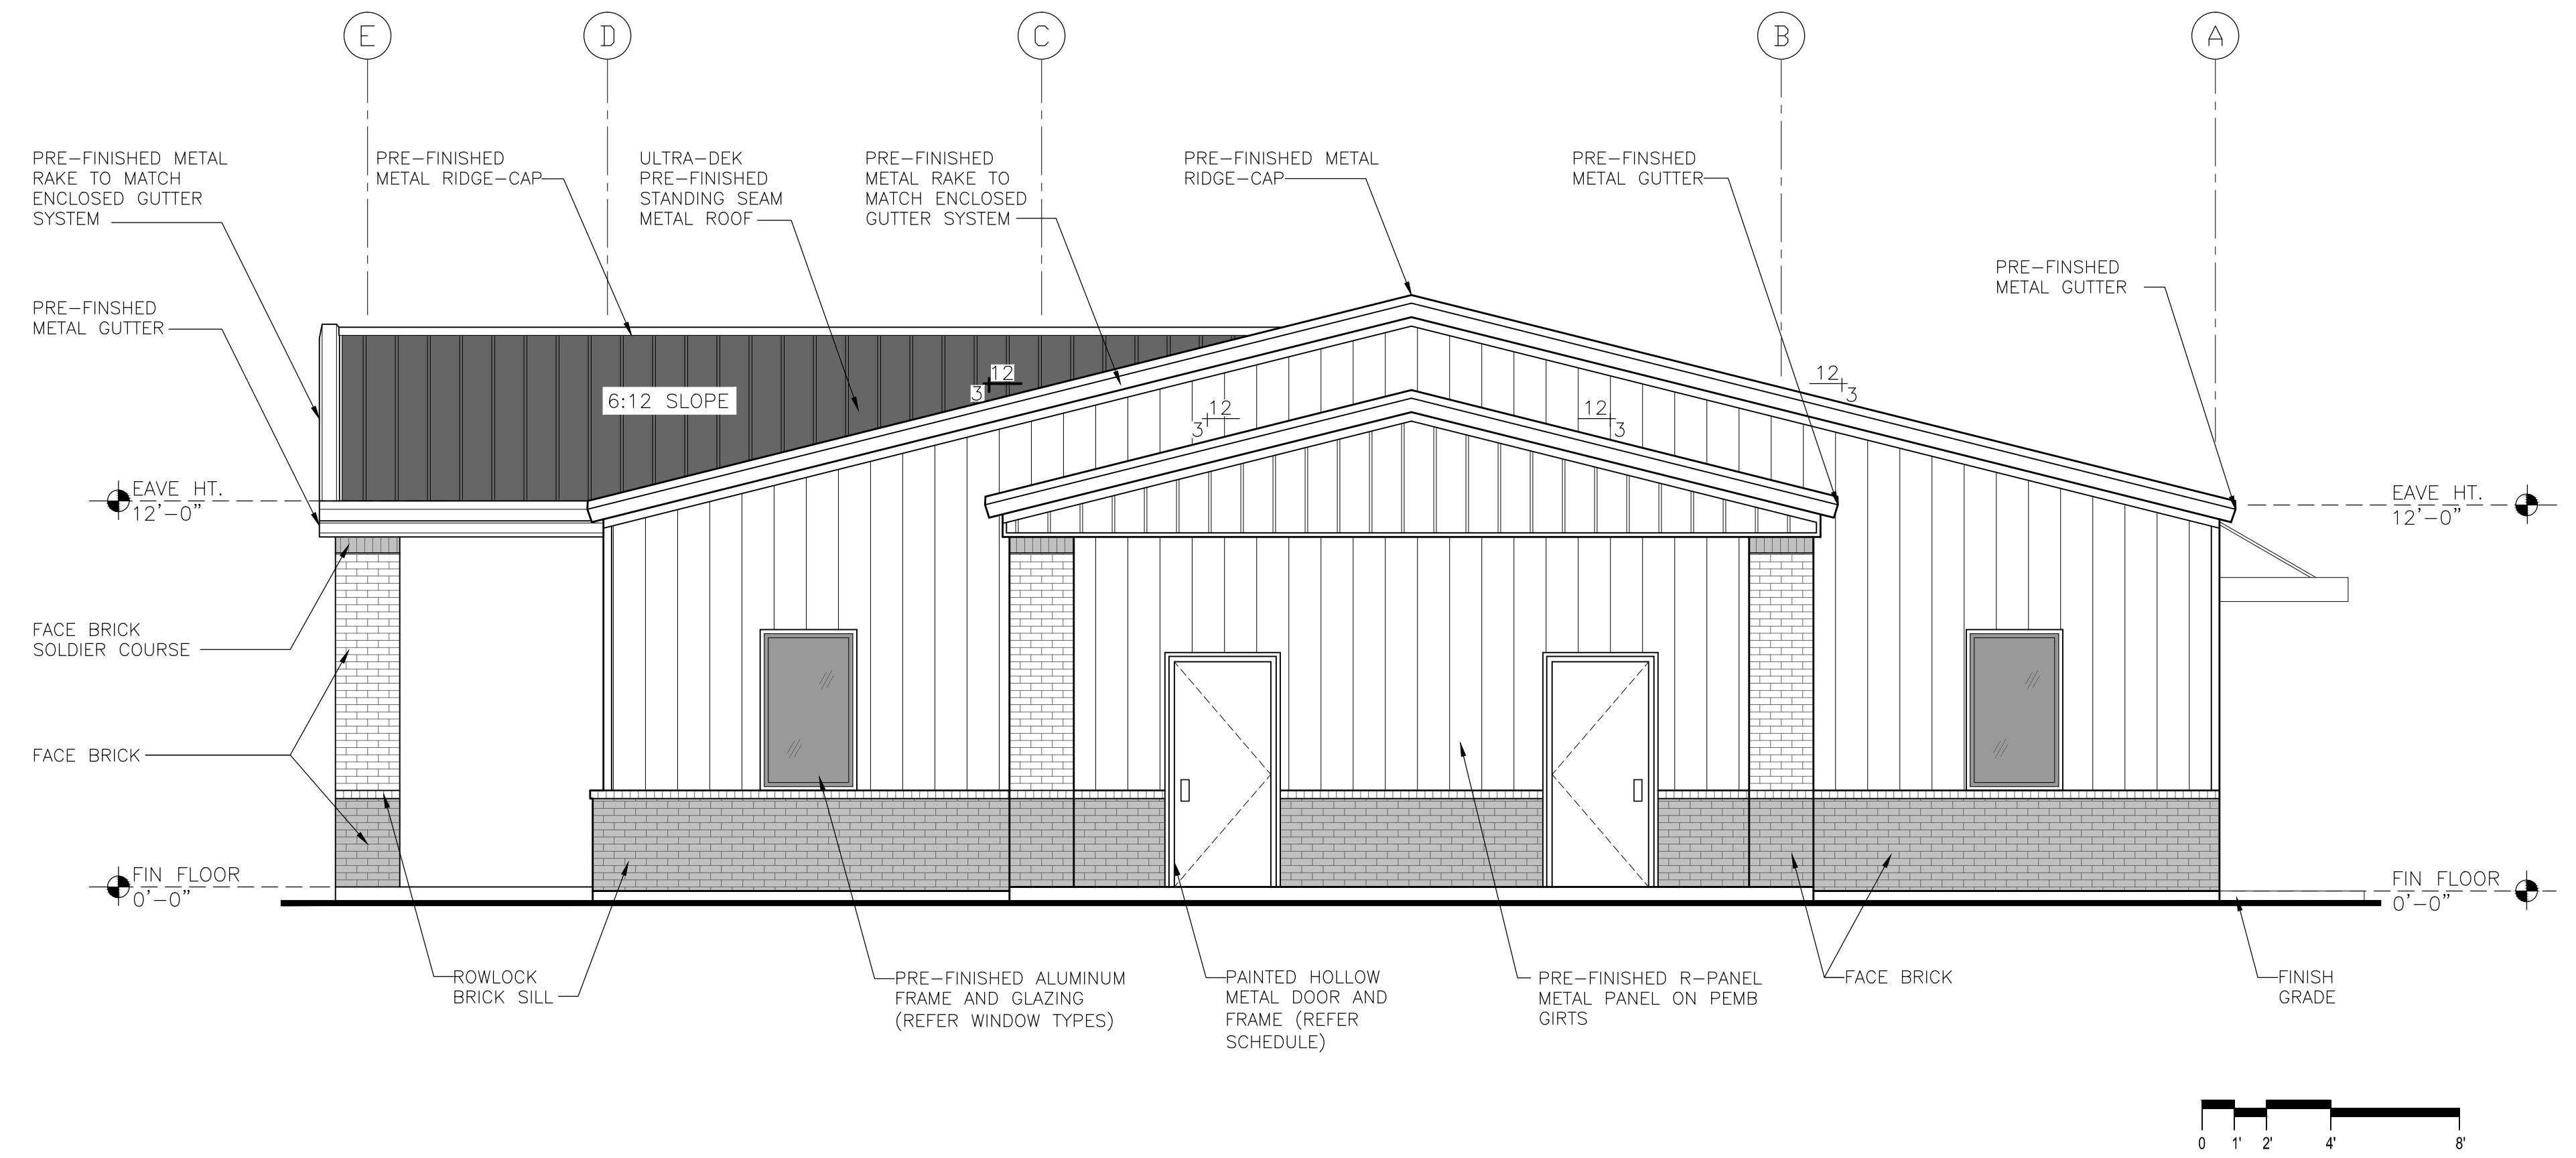 E
D
C
B
A
PRE-FINISHED METAL
RAKE TO MATCH
ENCLOSED GUTTER
SYSTEM
PRE-FINISHED
METAL RIDGE-CAP
ULTRA-DEK
PRE-FINISHED
STANDING SEAM
METAL ROOF
PRE-FINISHED
METAL RAKE TO
MATCH ENCLOSED
GUTTER SYSTEM
PRE-FINISHED METAL
RIDGE-CAP
PRE-FINSHED
METAL GUTTER
PRE-FINSHED
METAL GUTTER
PRE-FINSHED
METAL GUTTER
12
3
12
3
12
3
12
3
6:12 SLOPE
EAVE HT.
12'-0"
EAVE HT.
12'-0"
FACE BRICK
SOLDIER COURSE
FACE BRICK
FIN FLOOR
0'-0"
FIN FLOOR
0'-0"
ROWLOCK
BRICK SILL
PRE-FINISHED ALUMINUM
FRAME AND GLAZING
(REFER WINDOW TYPES)
PAINTED HOLLOW
METAL DOOR AND
FRAME (REFER
SCHEDULE)
PRE-FINISHED R-PANEL
METAL PANEL ON PEMB
GIRTS
FACE BRICK
FINISH
GRADE
0 1' 2' 4' 8'